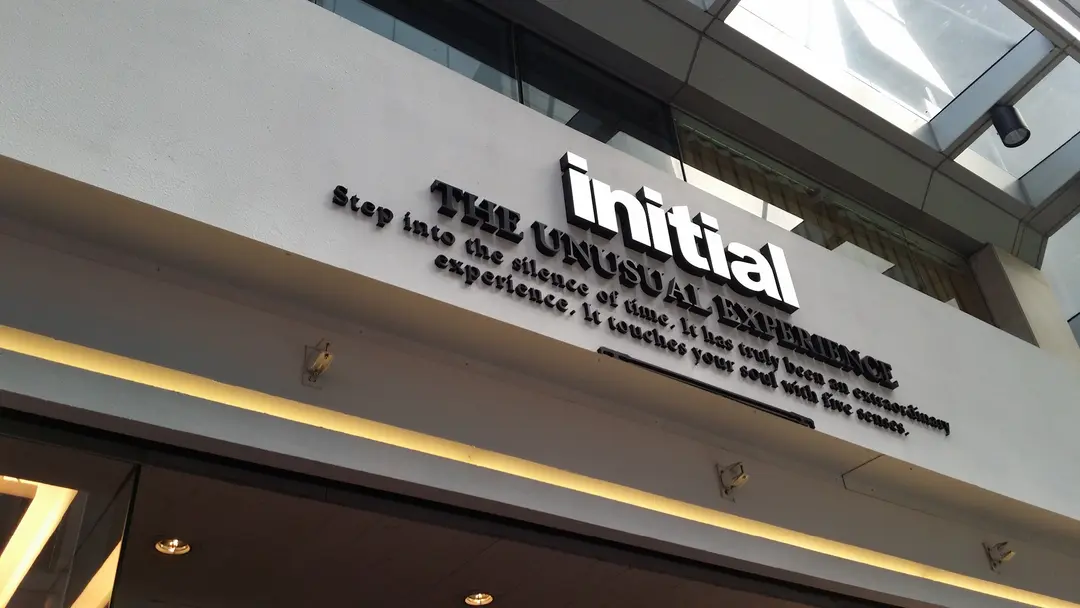 initial
THE UNUSUAL EXPERIENCE
Step into the silence of time. It has truly been an extraordinary
experience. It touches your soul with five senses.